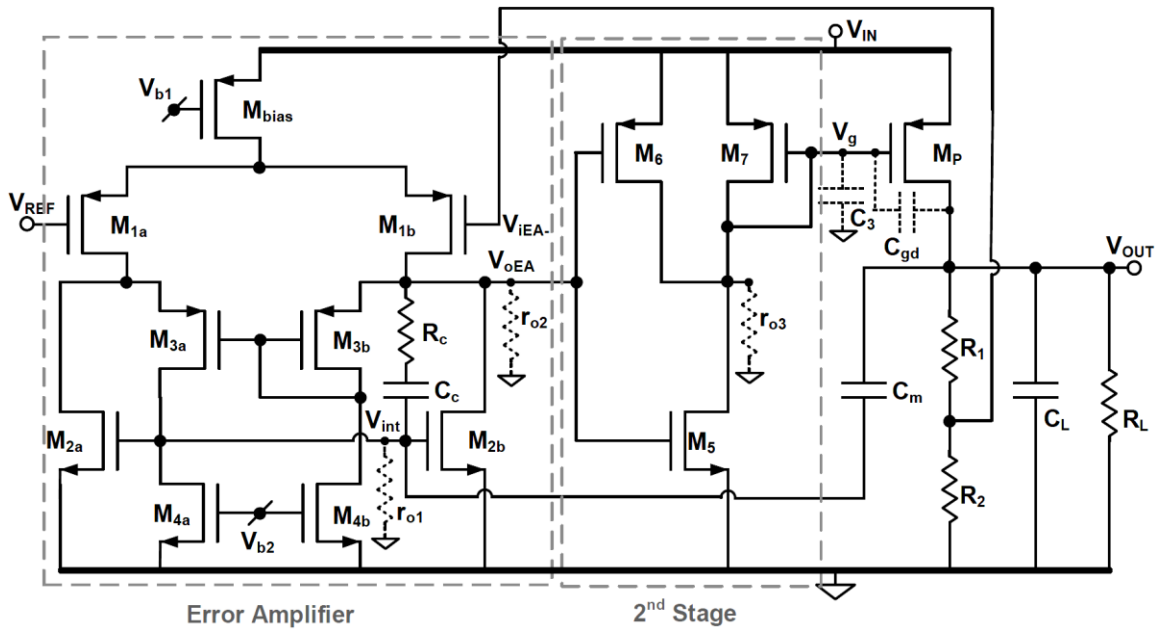 V_IN
V_b1
M_bias
V_g
M_6
M_7
M_P
V_REF
M_1a
M_1b
V_iEA-
C_3
C_gd
V_oEA
V_OUT
r_o2
r_o3
M_3a
M_3b
R_c
R_1
C_c
C_m
V_int
M_2a
M_2b
M_5
C_L
R_L
R_2
M_4a
M_4b
r_o1
V_b2
Error Amplifier
2nd Stage